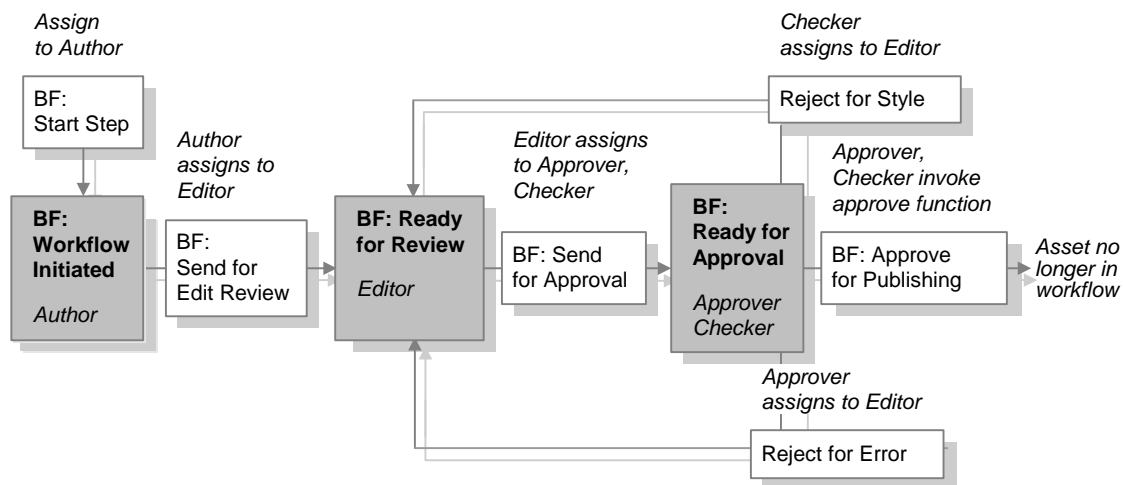 Assign
to Author
BF:
Start Step
Author
assigns to
Editor
BF:
Workflow
Initiated
Author
BF:
Send for
Edit Review
BF: Ready
for Review
Editor
Editor assigns
to Approver,
Checker
BF: Send
for Approval
Checker
assigns to Editor
Reject for Style
BF:
Ready for
Approval
Approver
Checker
Approver,
Checker invoke
approve function
BF: Approve
for Publishing
Asset no
longer in
workflow
Approver
assigns to Editor
Reject for Error